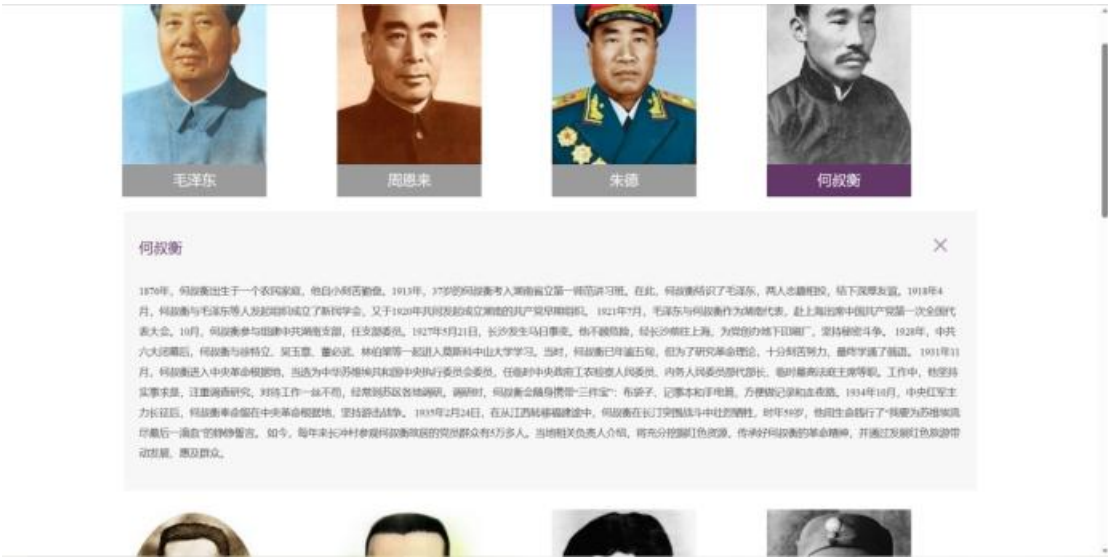 毛泽东
周恩来
朱德
何叔衡
何叔衡
1876年，何叔衡出生于一个农民家庭，他自小刻苦勤奋。1913年，37岁的何叔衡考入湖南省立第一师范讲习班。在此，何叔衡结识了毛泽东，两人志趣相投，结下深厚友谊。1918年4
月，何叔衡与毛泽东等人发起组织成立了新民学会，又于1920年共同发起成立湖南的共产党早期组织。 1921年7月，毛泽东与何叔衡作为湖南代表，赴上海出席中国共产党第一次全国代
表大会。10月，何叔衡参与组建中共湖南支部，任支部委员。1927年5月21日，长沙发生马日事变。他不顾危险，经长沙前往上海，为党创办地下印刷厂，坚持秘密斗争。 1928年，中共
六大闭幕后，何叔衡与徐特立、吴玉章、董必武、林伯渠等一起进入莫斯科中山大学学习。当时，何叔衡已年逾五旬，但为了研究革命理论，十分刻苦努力，最终学通了俄语。 1931年11
月，何叔衡进入中央革命根据地，当选为中华苏维埃共和国中央执行委员会委员，任临时中央政府工农检察人民委员、内务人民委员部代部长、临时最高法庭主席等职。工作中，他坚持
实事求是，注重调查研究，对待工作一丝不苟，经常到苏区各地调研。调研时，何叔衡会随身携带“三件宝”：布袋子、记事本和手电筒，方便做记录和走夜路。1934年10月，中央红军主
力长征后，何叔衡奉命留在中央革命根据地，坚持游击战争。 1935年2月24日，在从江西转移福建途中，何叔衡在长汀突围战斗中壮烈牺牲，时年59岁，他用生命践行了“我要为苏维埃流
尽最后一滴血”的铮铮誓言。 如今，每年来长冲村参观何叔衡故居的党员群众有5万多人。当地相关负责人介绍，将充分挖掘红色资源，传承好何叔衡的革命精神，并通过发展红色旅游带
动发展、惠及群众。